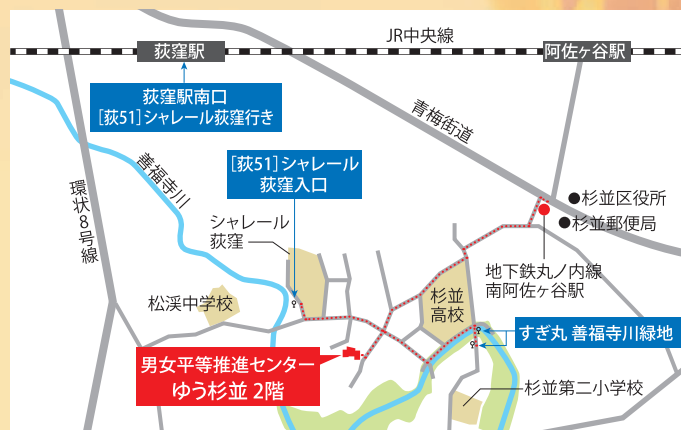 JR中央線
荻窪駅
阿佐ヶ谷駅
荻窪駅南口
[荻51]シャレール荻窪行き
青梅街道
善福寺川
[荻51]シャレール
荻窪入口
環状8号線
シャレール
荻窪
杉並区役所
杉並郵便局
地下鉄丸ノ内線
南阿佐ヶ谷駅
松渓中学校
杉並
高校
すぎ丸 善福寺川緑地
男女平等推進センター
ゆう杉並 2階
杉並第二小学校